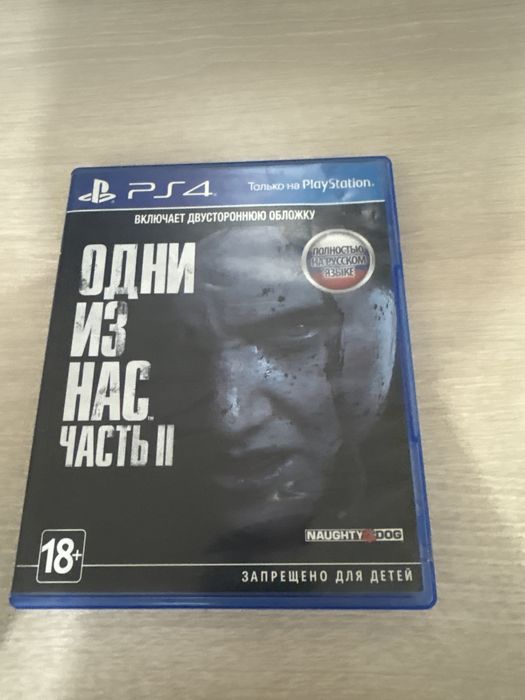 PS4
Только на PlayStation.
ВКЛЮЧАЕТ ДВУСТОРОННЮЮ ОБЛОЖКУ
ПОЛНОСТЬЮ
НА РУССКОМ
ЯЗЫКЕ
ОДНИ
ИЗ
НАС™
ЧАСТЬ II
NAUGHTY DOG
18+
ЗАПРЕЩЕНО ДЛЯ ДЕТЕЙ